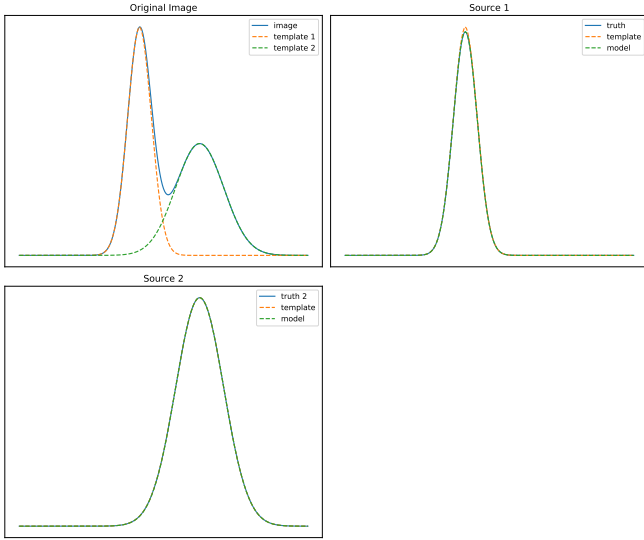 Original Image
image
template 1
template 2
Source 1
truth
template
model
Source 2
truth 2
template
model